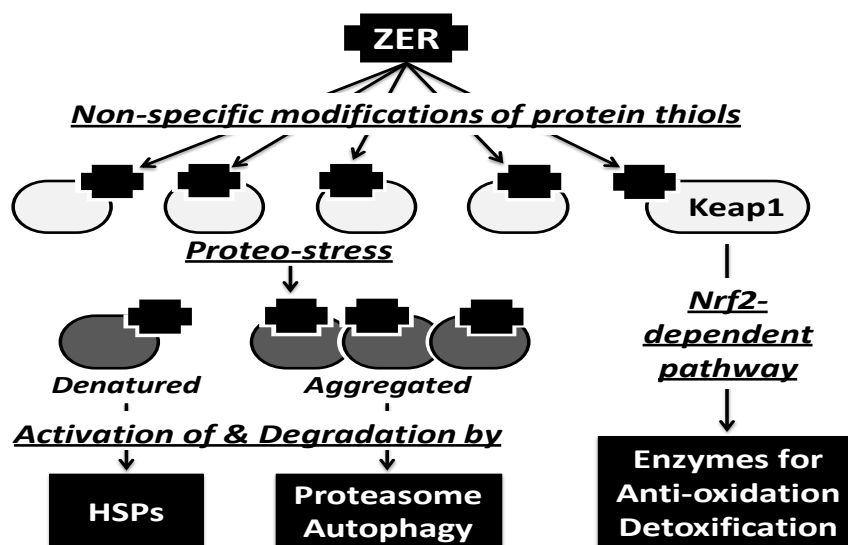 ZER
Non-specific modifications of protein thiols
Keap1
Proteo-stress
Nrf2-
dependent
pathway
Denatured
Aggregated
Activation of & Degradation by
HSPs
Proteasome
Autophagy
Enzymes for
Anti-oxidation
Detoxification